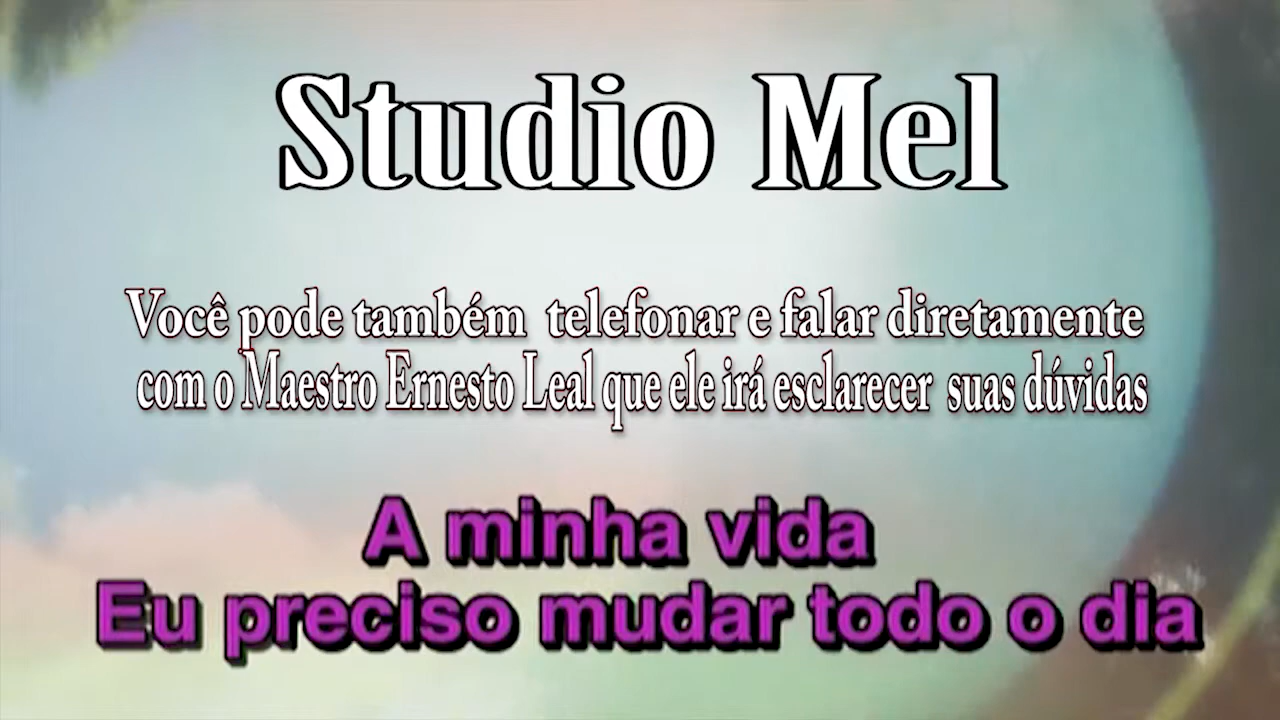 Studio Mel
Você pode também telefonar e falar diretamente
com o Maestro Ernesto Leal que ele irá esclarecer suas dúvidas
A minha vida
Eu preciso mudar todo o dia